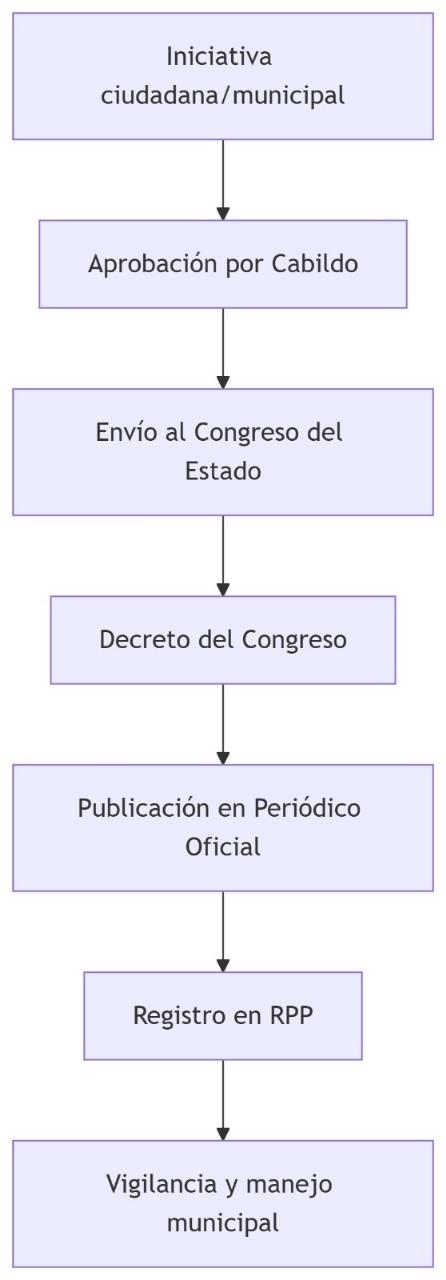 Iniciativa
ciudadana/municipal
Aprobación por Cabildo
Envío al Congreso del
Estado
Decreto del Congreso
Publicación en Periódico
Oficial
Registro en RPP
Vigilancia y manejo
municipal